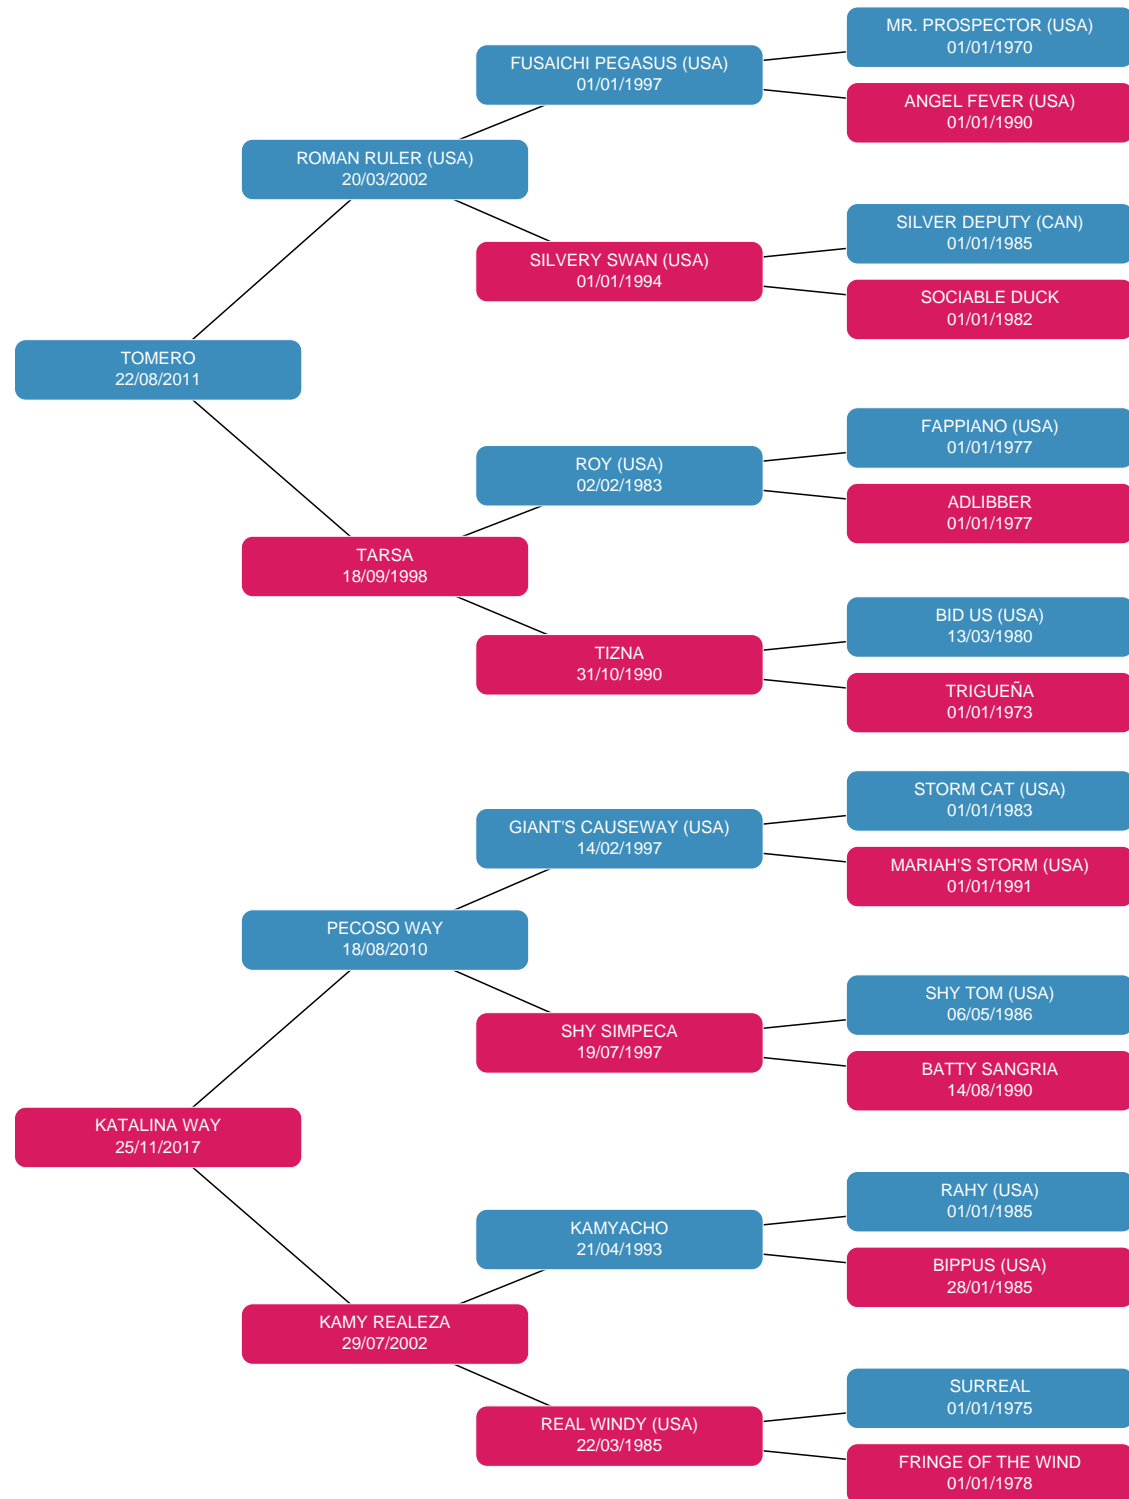 MR. PROSPECTOR (USA)
01/01/1970
FUSAICHI PEGASUS (USA)
01/01/1997
ANGEL FEVER (USA)
01/01/1990
ROMAN RULER (USA)
20/03/2002
SILVER DEPUTY (CAN)
01/01/1985
SILVERY SWAN (USA)
01/01/1994
SOCIABLE DUCK
01/01/1982
TOMERO
22/08/2011
FAPPIANO (USA)
01/01/1977
ROY (USA)
02/02/1983
ADLIBBER
01/01/1977
TARSA
18/09/1998
BID US (USA)
13/03/1980
TIZNA
31/10/1990
TRIGUEÑA
01/01/1973
STORM CAT (USA)
01/01/1983
GIANT'S CAUSEWAY (USA)
14/02/1997
MARIAH'S STORM (USA)
01/01/1991
PECOSO WAY
18/08/2010
SHY TOM (USA)
06/05/1986
SHY SIMPECA
19/07/1997
BATTY SANGRIA
14/08/1990
KATALINA WAY
25/11/2017
RAHY (USA)
01/01/1985
KAMYACHO
21/04/1993
BIPPUS (USA)
28/01/1985
KAMY REALEZA
29/07/2002
SURREAL
01/01/1975
REAL WINDY (USA)
22/03/1985
FRINGE OF THE WIND
01/01/1978